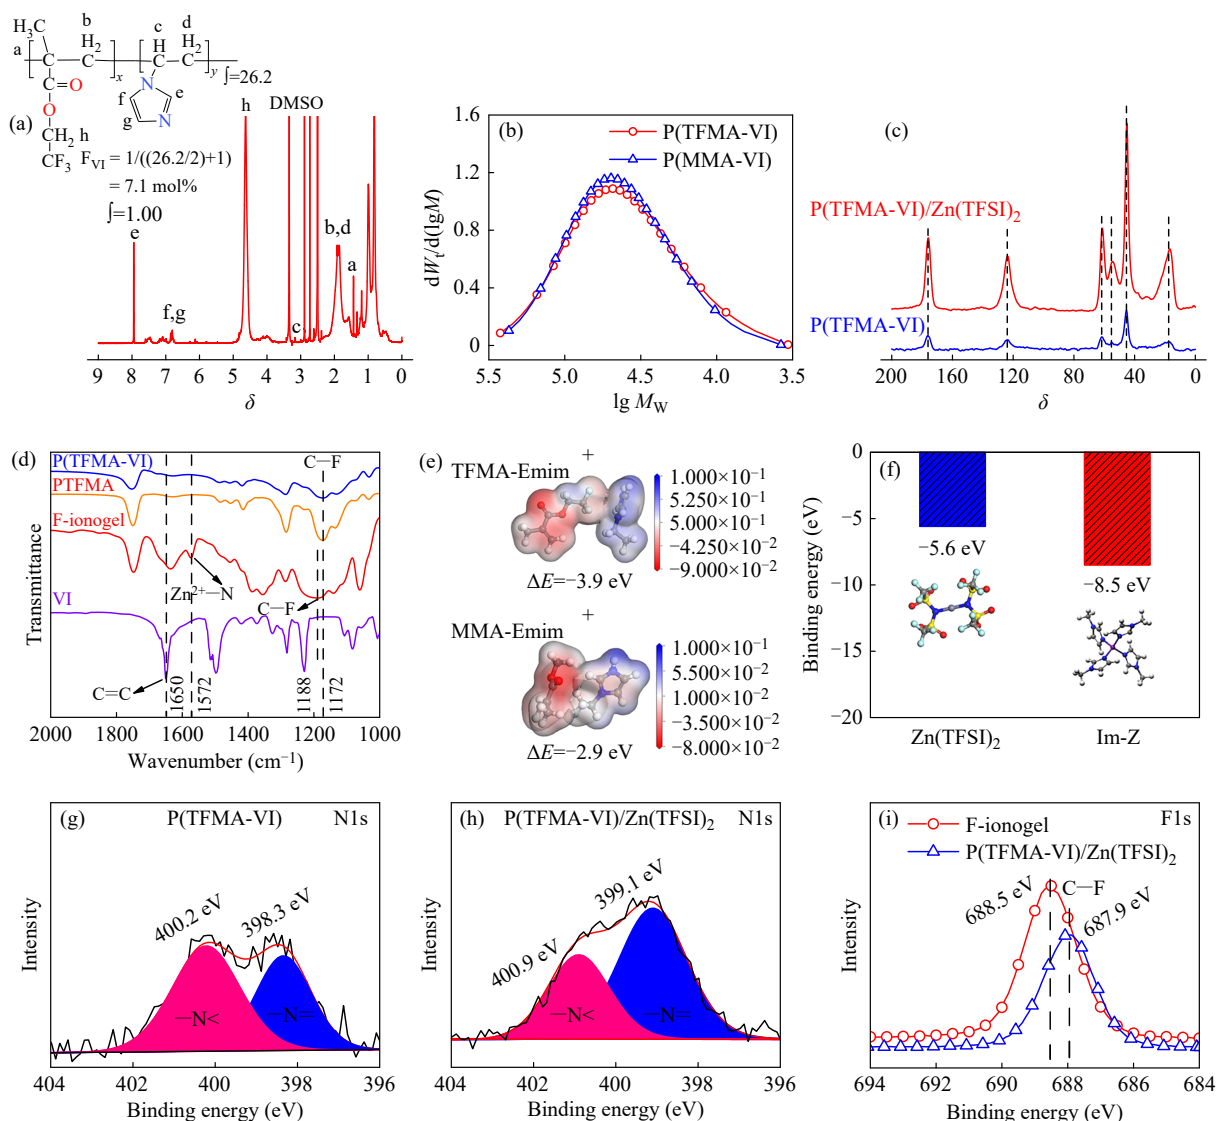 (a)
H3C
a
b
H2
C
C
x
c
H
C
d
H2
C
y
∫=26.2
C=O
O
CH2 h
CF3
N
f
e
g
N
FVI = 1/((26.2/2)+1)
= 7.1 mol%
∫=1.00
e
f,g
h
DMSO
c
b,d
a
9 8 7 6 5 4 3 2 1 0
δ
(b)
P(TFMA-VI)
P(MMA-VI)
dWt/d(lgM)
1.6
1.2
0.8
0.4
0
5.5 5.0 4.5 4.0 3.5
lg MW
(c)
P(TFMA-VI)/Zn(TFSI)2
P(TFMA-VI)
200 120 80 40 0
δ
(d)
P(TFMA-VI)
C—F
PTFMA
F-ionogel
Zn2+—N
C—F
VI
C=C
1650
1572
1188
1172
Transmittance
2000 1800 1600 1400 1200 1000
Wavenumber (cm−1)
(e)
+
TFMA-Emim
1.000×10−1
5.250×10−1
5.000×10−1
−4.250×10−2
−9.000×10−2
ΔE=−3.9 eV
+
MMA-Emim
1.000×10−1
5.500×10−2
1.000×10−2
−3.500×10−2
−8.000×10−2
ΔE=−2.9 eV
(f)
Binding energy (eV)
0
−5
−10
−15
−20
−5.6 eV
−8.5 eV
Zn(TFSI)2
Im-Z
(g)
P(TFMA-VI)
N1s
400.2 eV
398.3 eV
—N<
—N=
Intensity
404 402 400 398 396
Binding energy (eV)
(h)
P(TFMA-VI)/Zn(TFSI)2
N1s
400.9 eV
399.1 eV
—N<
—N=
Intensity
404 402 400 398 396
Binding energy (eV)
(i)
F-ionogel
F1s
P(TFMA-VI)/Zn(TFSI)2
688.5 eV
C—F
687.9 eV
Intensity
694 692 690 688 686 684
Binding energy (eV)